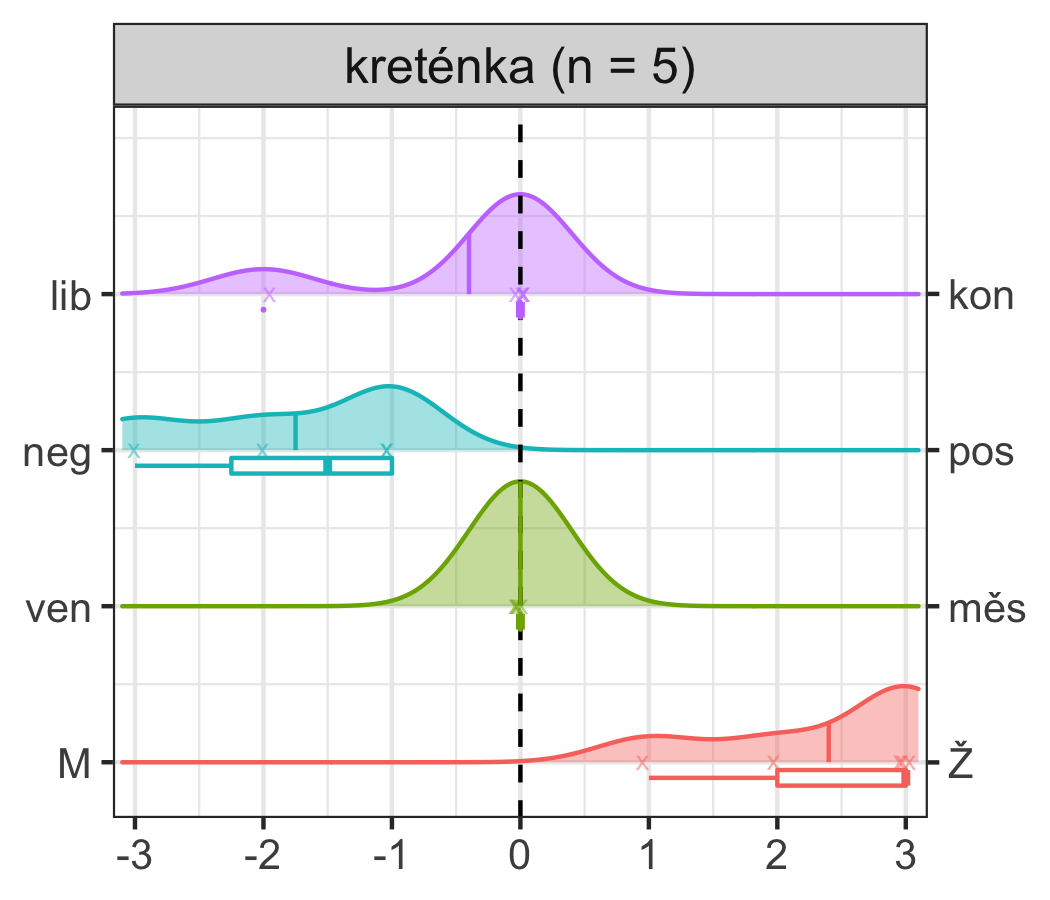 kreténka (n = 5)
lib kon
neg pos
ven měs
M Ž
-3 -2 -1 0 1 2 3